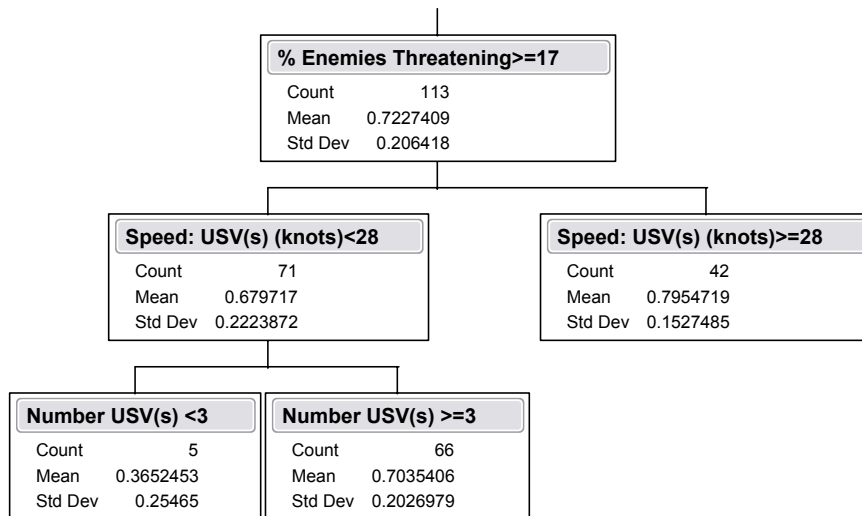 % Enemies Threatening>=17
Count 113
Mean 0.7227409
Std Dev 0.206418
Speed: USV(s) (knots)<28
Count 71
Mean 0.679717
Std Dev 0.2223872
Speed: USV(s) (knots)>=28
Count 42
Mean 0.7954719
Std Dev 0.1527485
Number USV(s) <3
Count 5
Mean 0.3652453
Std Dev 0.25465
Number USV(s) >=3
Count 66
Mean 0.7035406
Std Dev 0.2026979